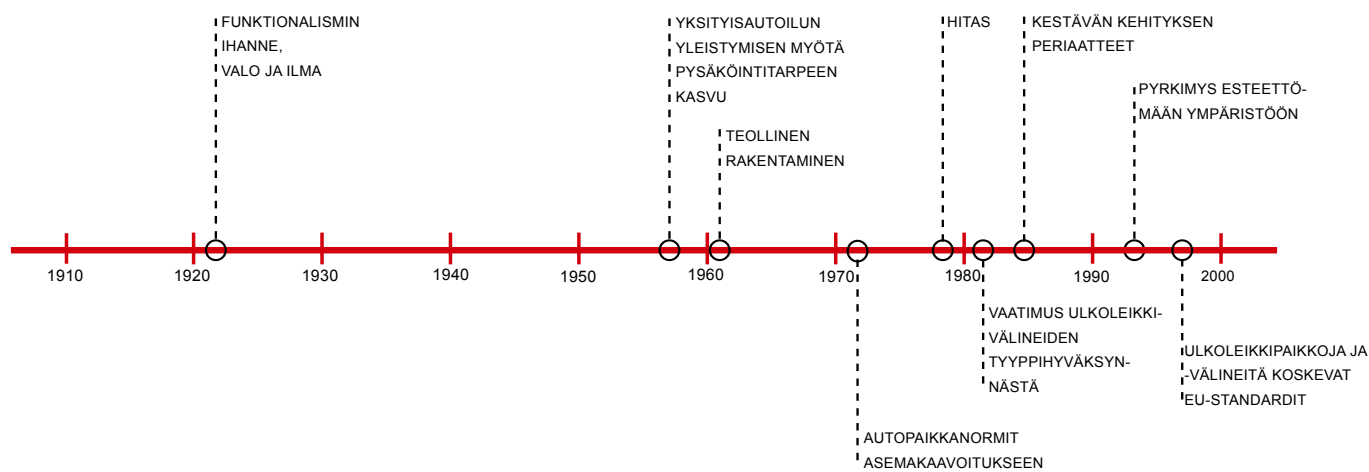 FUNKTIONALISMIN
IHANNE,
VALO JA ILMA
YKSITYISAUTOILUN
YLEISTYMISEN MYÖTÄ
PYSÄKÖINTITARPEEN
KASVU
TEOLLINEN
RAKENTAMINEN
HITAS
KESTÄVÄN KEHITYKSEN
PERIAATTEET
PYRKIMYS ESTEETTÖ-
MÄÄN YMPÄRISTÖÖN
1910
1920
1930
1940
1950
1960
1970
1980
1990
2000
AUTOPAIKKANORMIT
ASEMAKAAVOITUKSEEN
VAATIMUS ULKOLEIKKI-
VÄLINEIDEN
TYYPPIHYVÄKSYN-
NÄSTÄ
ULKOLEIKKIPAIKKOJA JA
-VÄLINEITÄ KOSKEVAT
EU-STANDARDIT